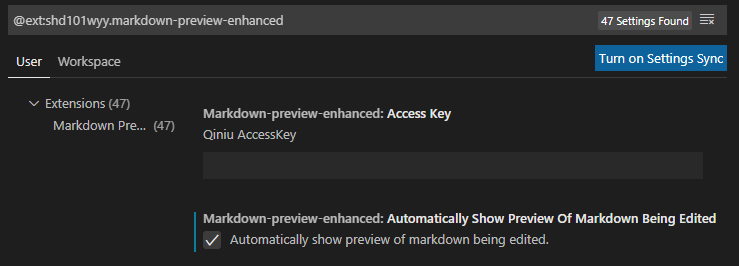 @ext:shd101wyy.markdown-preview-enhanced
47 Settings Found
User
Workspace
Turn on Settings Sync
Extensions (47)
Markdown Pre... (47)
Markdown-preview-enhanced: Access Key
Qiniu AccessKey
Markdown-preview-enhanced: Automatically Show Preview Of Markdown Being Edited
Automatically show preview of markdown being edited.